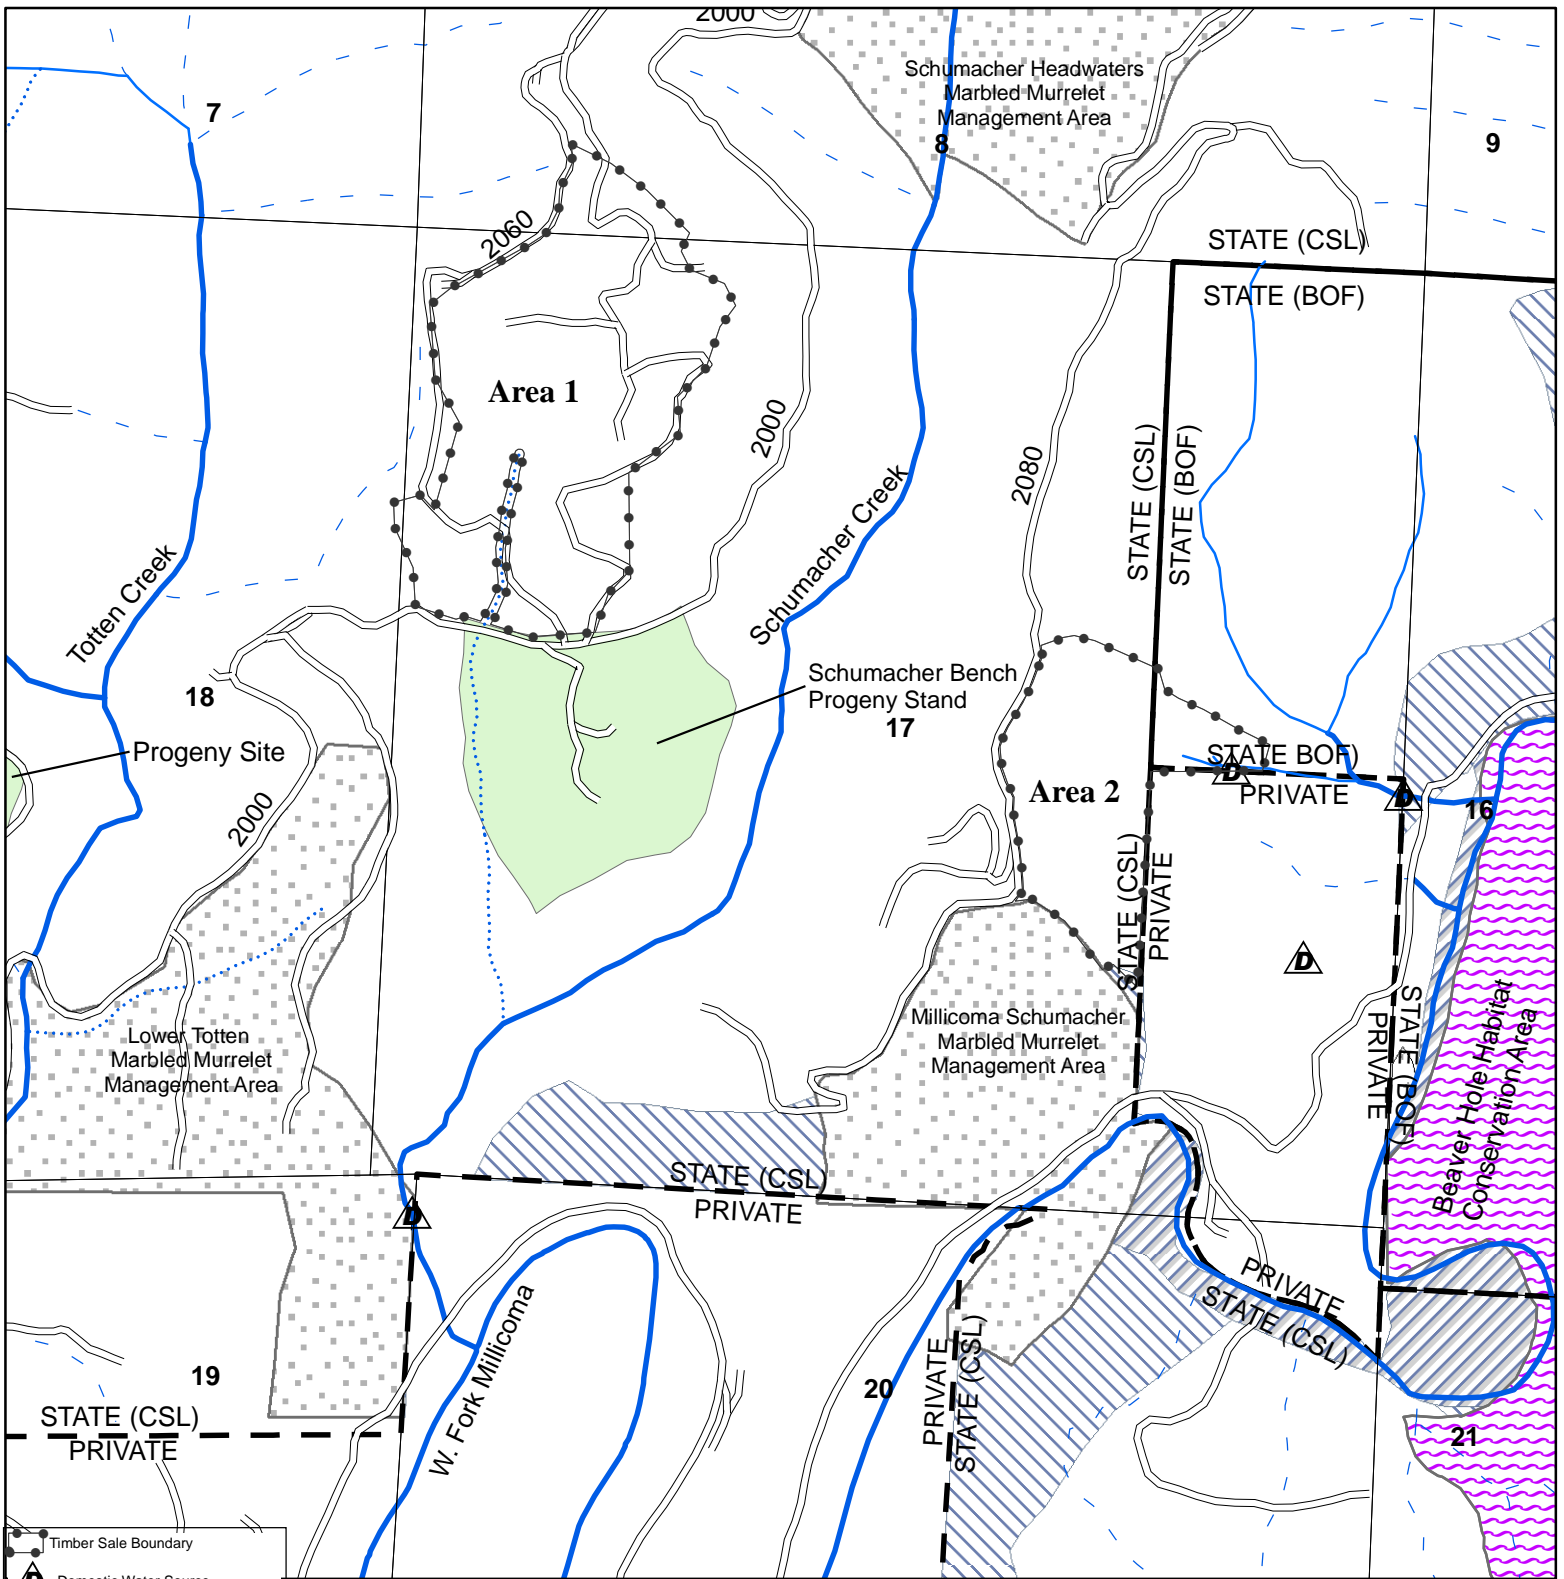 2000
Schumacher Headwaters
Marbled Murrelet
Management Area
7
8
9
2060
STATE (CSL)
STATE (BOF)
Area 1
2000
2080
STATE (CSL)
STATE (BOF)
Schumacher Creek
Totten Creek
Schumacher Bench
Progeny Stand
18
17
Progeny Site
STATE BOF)
D
PRIVATE
D
Area 2
16
2000
STATE (CSL)
PRIVATE
D
STATE (BOF)
PRIVATE
Beaver Hole Habitat
Conservation Area
Lower Totten
Marbled Murrelet
Management Area
Millicoma Schumacher
Marbled Murrelet
Management Area
STATE (CSL)
PRIVATE
D
W. Fork Millicoma
PRIVATE
STATE (CSL)
PRIVATE
STATE (CSL)
19
20
21
STATE (CSL)
PRIVATE
Timber Sale Boundary
D
Domestic Water Source